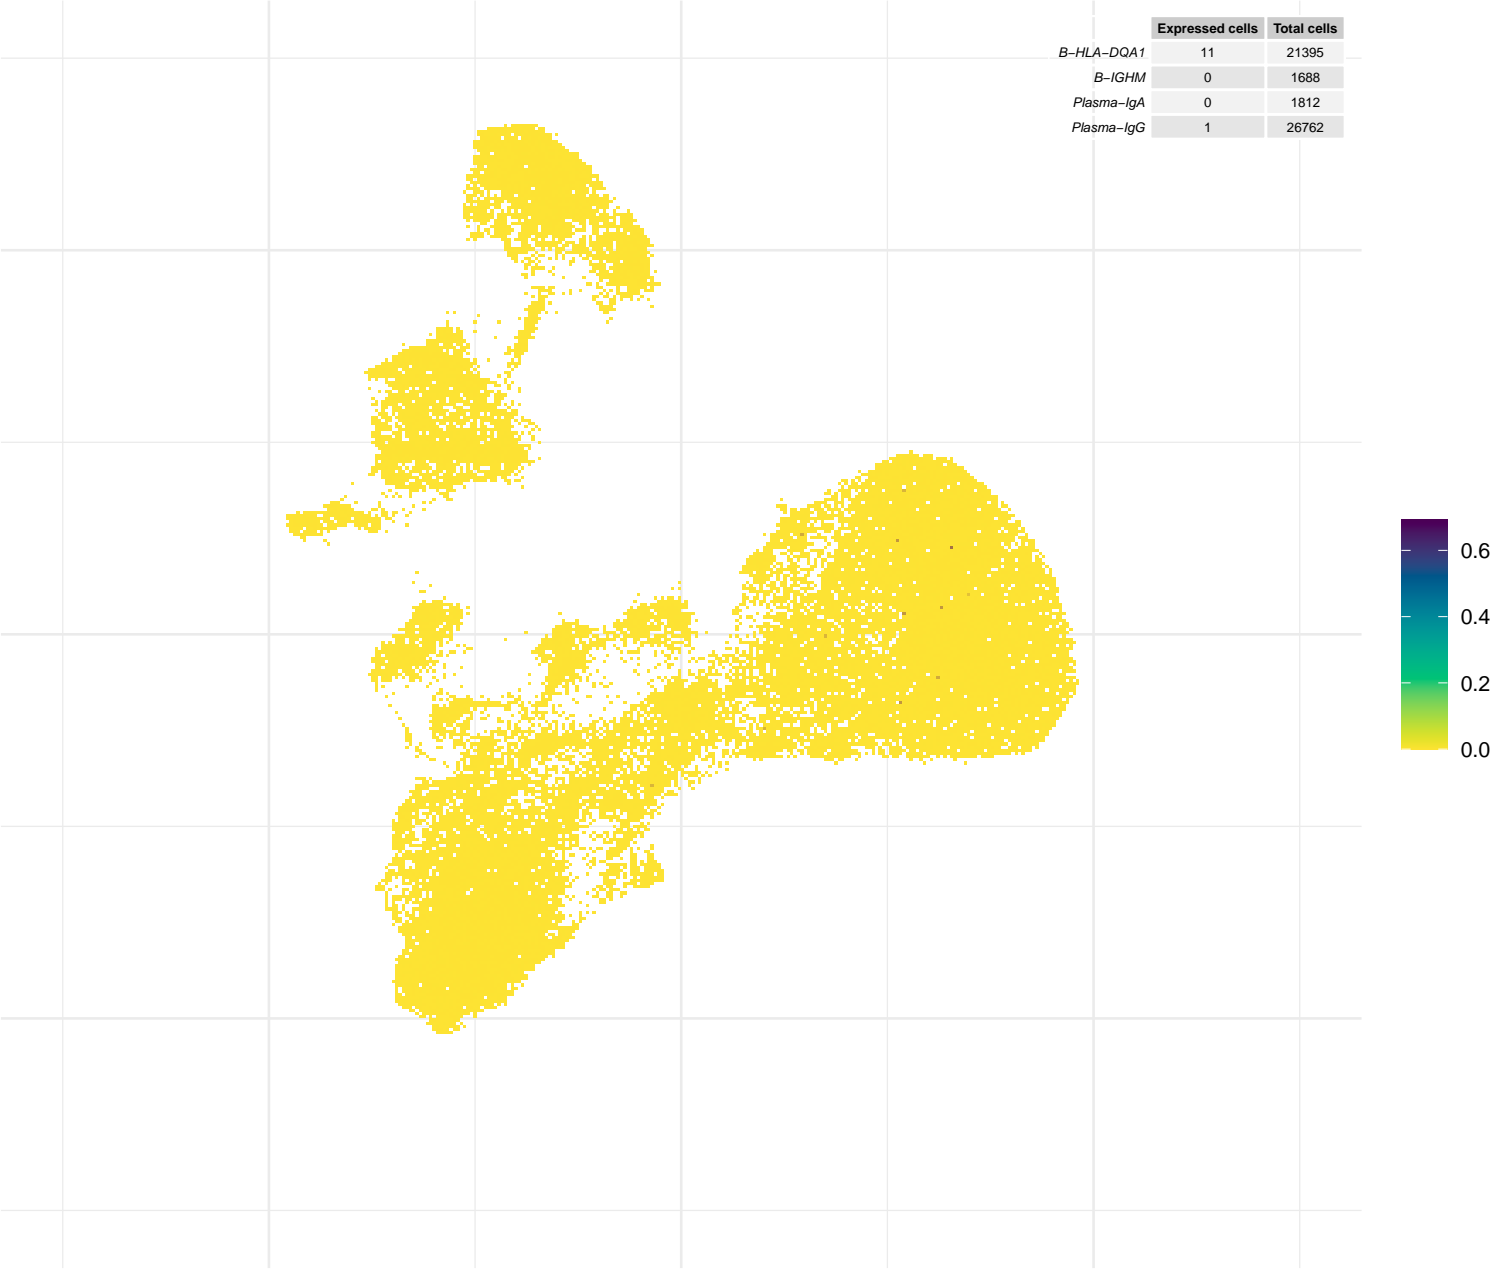 Expressed cells Total cells
B−HLA−DQA1 11 21395
B−IGHM 0 1688
Plasma−IgA 0 1812
Plasma−IgG 1 26762
0.6
0.4
0.2
0.0